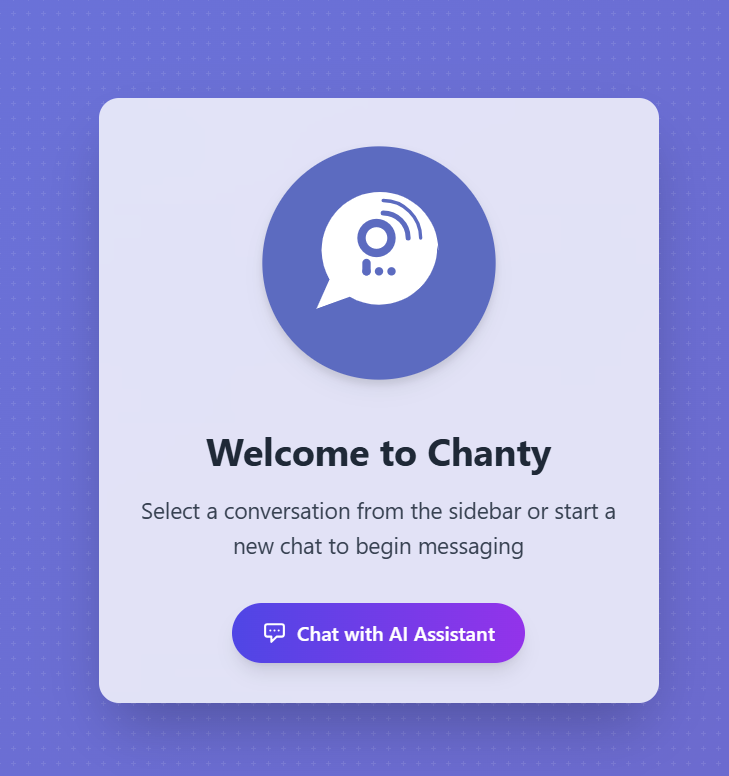 Welcome to Chanty
Select a conversation from the sidebar or start a
new chat to begin messaging
Chat with AI Assistant